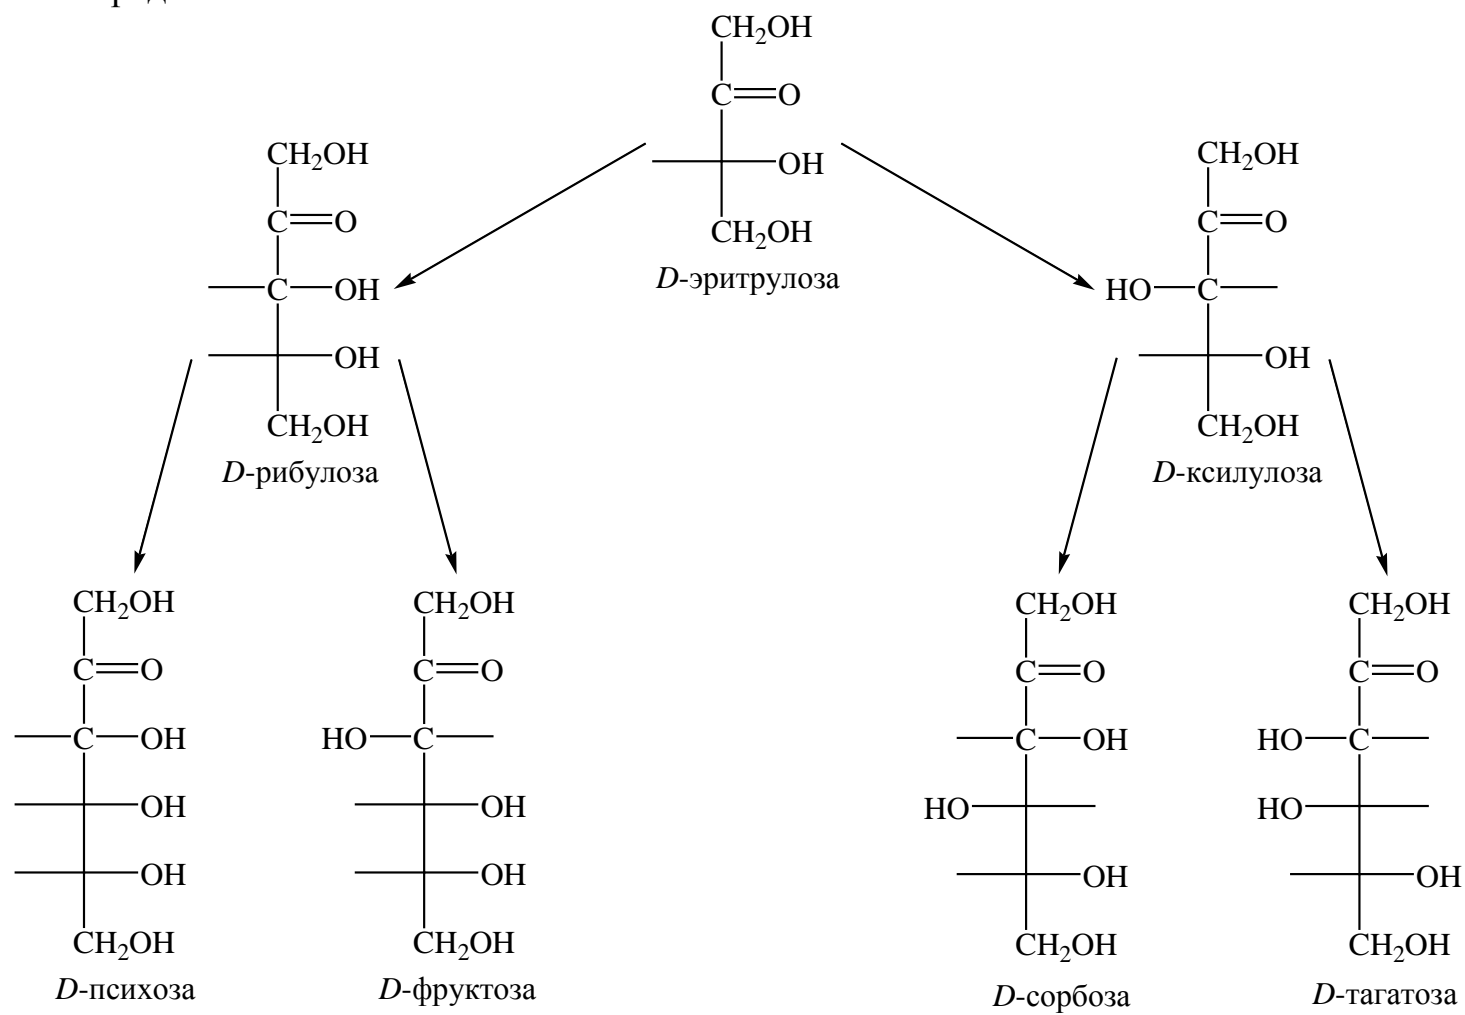 CH₂OH
C=O
OH
CH₂OH
D-эритрулоза
CH₂OH
C=O
C OH
OH
CH₂OH
D-рибулоза
CH₂OH
C=O
HO C
OH
CH₂OH
D-ксилулоза
CH₂OH
C=O
C OH
OH
OH
CH₂OH
D-психоза
CH₂OH
C=O
HO C
OH
OH
CH₂OH
D-фруктоза
CH₂OH
C=O
C OH
HO
OH
CH₂OH
D-сорбоза
CH₂OH
C=O
HO C
HO
OH
CH₂OH
D-тагатоза